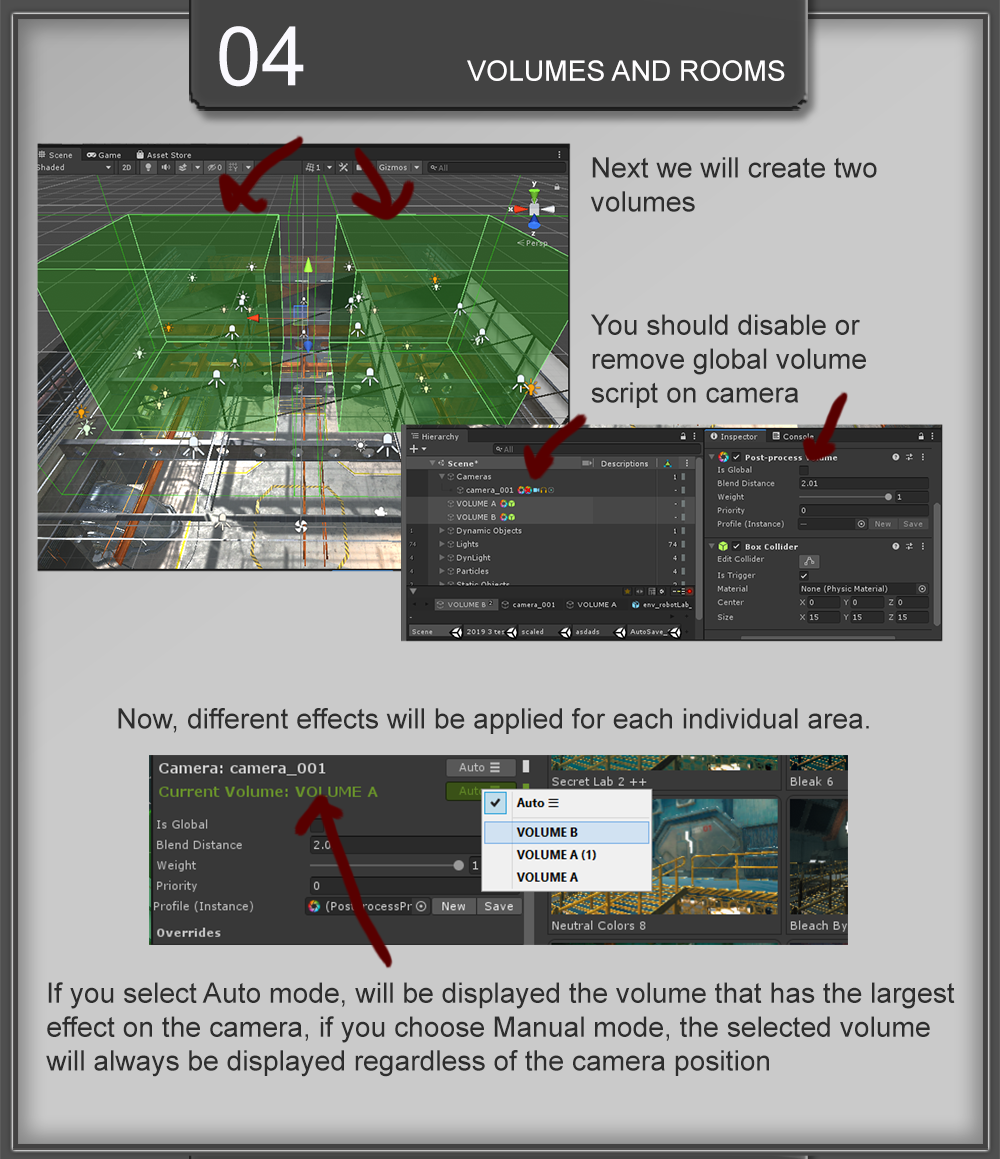 04
VOLUMES AND ROOMS
Scene Game Asset Store
Shaded 2D 0 1 Gizmos All
y
x
z
Persp
Next we will create two
volumes
You should disable or
remove global volume
script on camera
Hierarchy
All
Scene* Descriptions
Cameras 1
camera_001
VOLUME A
VOLUME B
Dynamic Objects 1
Lights 74
DynLight 4
Particles 4
Static Objects
VOLUME B camera_001 VOLUME A env_robotLab_
Scene 2019 3 tes scaled asdads AutoSave_
Inspector Console
Post-process
Is Global
Blend Distance 2.01
Weight 1
Priority 0
Profile (Instance) New Save
Box Collider
Edit Collider
Is Trigger
Material None (Physic Material)
Center X 0 Y 0 Z 0
Size X 15 Y 15 Z 15
Now, different effects will be applied for each individual area.
Camera: camera_001 Auto
Current Volume: VOLUME A
Is Global
Blend Distance 2.0
Weight 1
Priority 0
Profile (Instance) (PostProcessPr New Save
Overrides
Auto
VOLUME B
VOLUME A (1)
VOLUME A
Secret Lab 2 ++
Bleak 6
Neutral Colors 8
Bleach By
If you select Auto mode, will be displayed the volume that has the largest
effect on the camera, if you choose Manual mode, the selected volume
will always be displayed regardless of the camera position